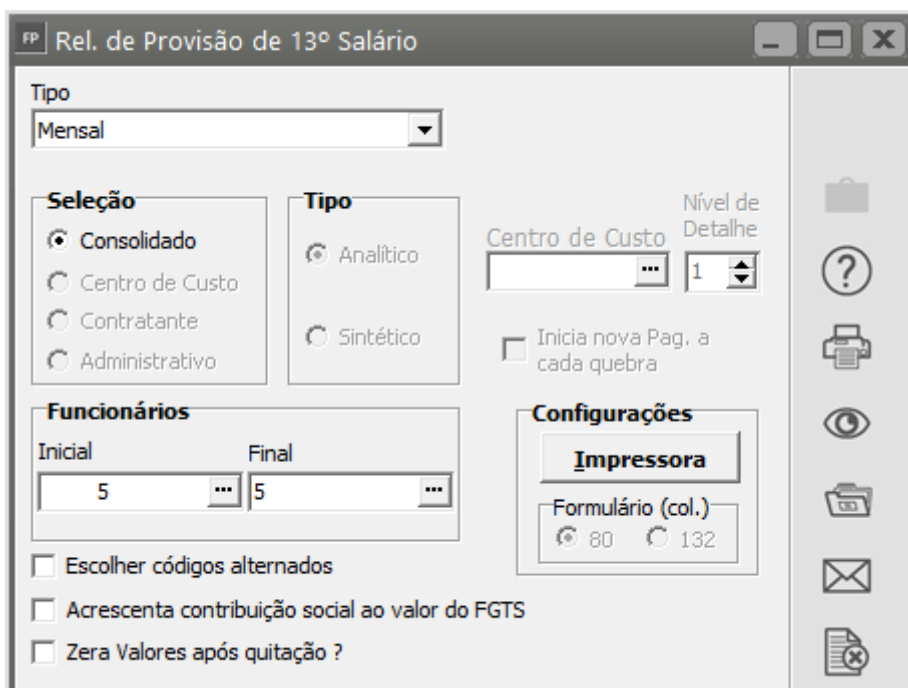 FP Rel. de Provisão de 13º Salário
Tipo
Mensal
Seleção
Consolidado
Centro de Custo
Contratante
Administrativo
Tipo
Analítico
Sintético
Centro de Custo
Nível de
Detalhe
1
Inicia nova Pag. a
cada quebra
Funcionários
Inicial
Final
5
5
Configurações
Impressora
Formulário (col.)
80
132
Escolher códigos alternados
Acrescenta contribuição social ao valor do FGTS
Zera Valores após quitação ?